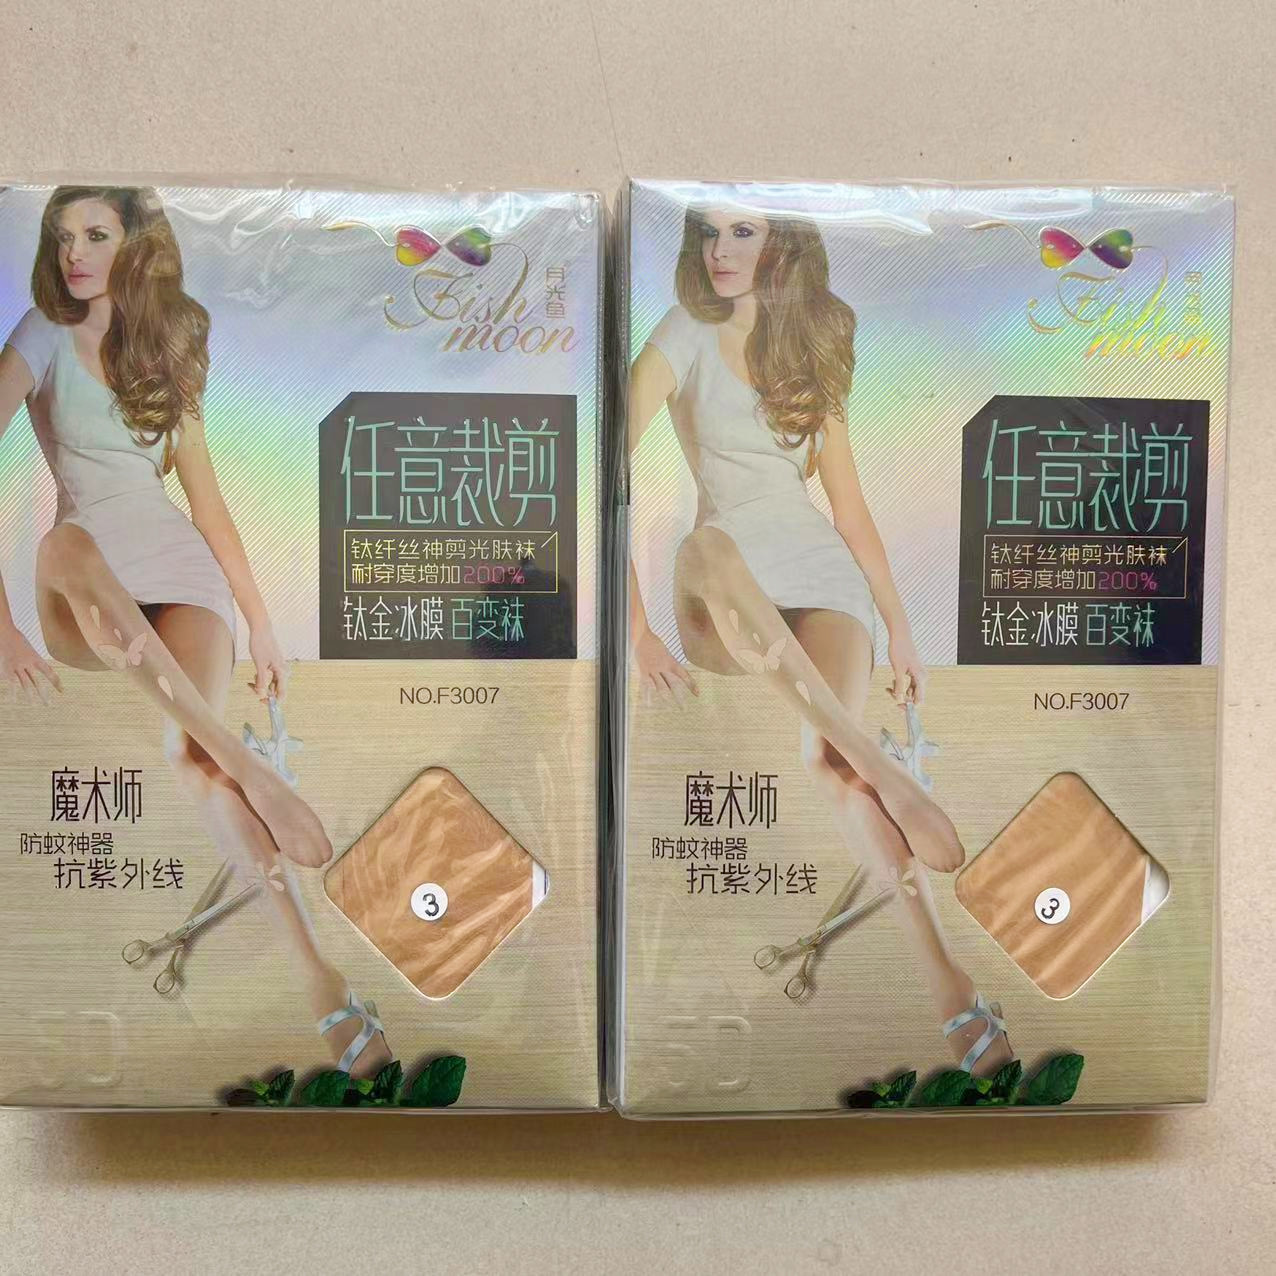 Fish
moon
月光鱼
任意裁剪
钛纤丝神剪光肤袜
耐穿度增加200%
钛金冰膜 百变袜
NO.F3007
魔术师
防蚊神器
抗紫外线
3
5D
Fish
moon
月光鱼
任意裁剪
钛纤丝神剪光肤袜
耐穿度增加200%
钛金冰膜 百变袜
NO.F3007
魔术师
防蚊神器
抗紫外线
3
5D